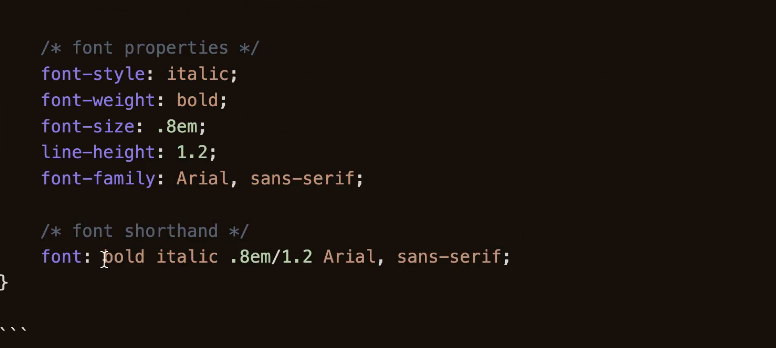 /* font properties */
font-style: italic;
font-weight: bold;
font-size: .8em;
line-height: 1.2;
font-family: Arial, sans-serif;
/* font shorthand */
font: bold italic .8em/1.2 Arial, sans-serif;
}
```